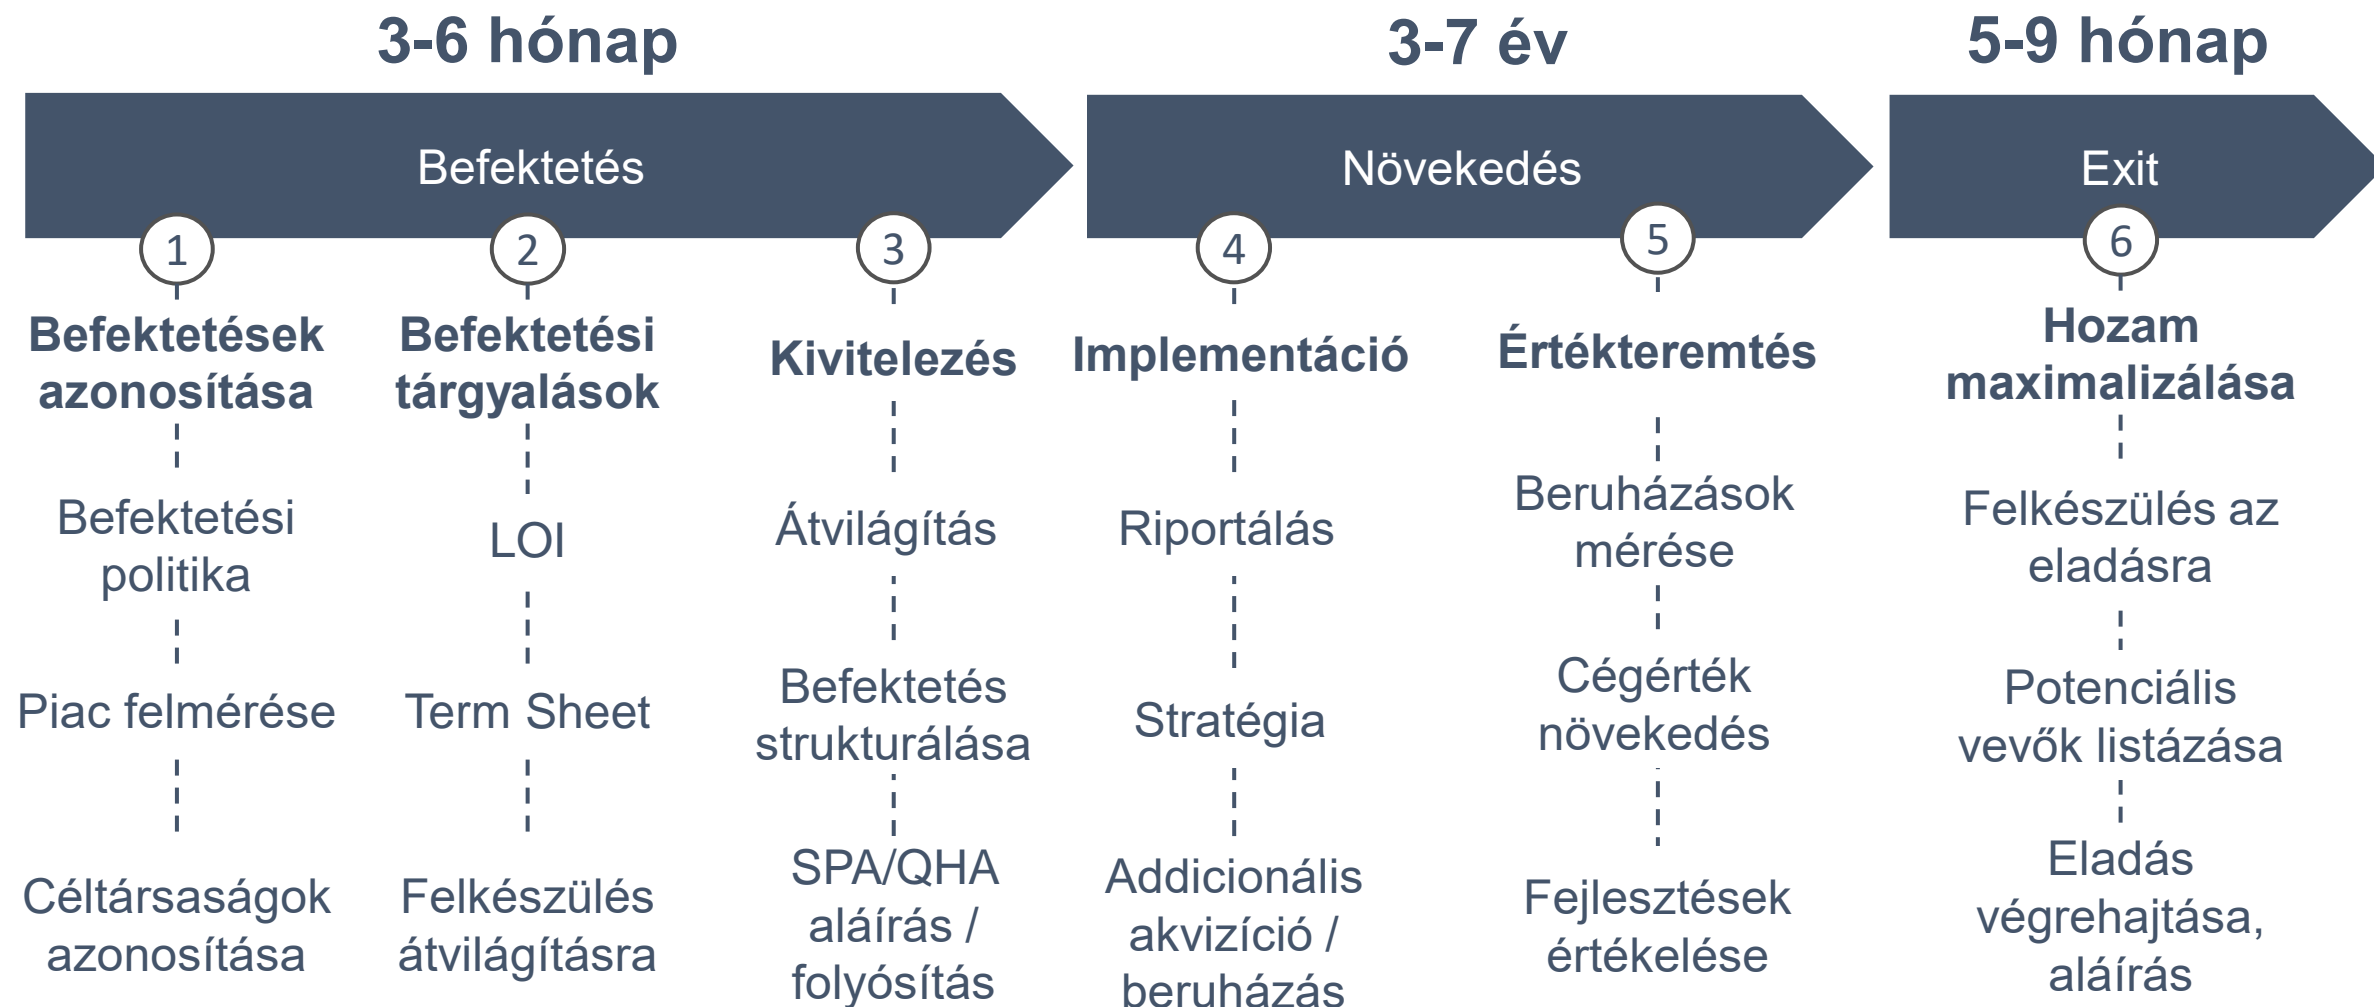 3-6 hónap
3-7 év
5-9 hónap
Befektetés
Növekedés
Exit
1
2
3
4
5
6
Befektetések
azonosítása
Befektetési
politika
Piac felmérése
Céltársaságok
azonosítása
Befektetési
tárgyalások
LOI
Term Sheet
Felkészülés
átvilágításra
Kivitelezés
Átvilágítás
Befektetés
strukturálása
SPA/QHA
aláírás /
folyósítás
Implementáció
Riportálás
Stratégia
Addicionális
akvizíció /
beruházás
Értékteremtés
Beruházások
mérése
Cégérték
növekedés
Fejlesztések
értékelése
Hozam
maximalizálása
Felkészülés az
eladásra
Potenciális
vevők listázása
Eladás
végrehajtása,
aláírás